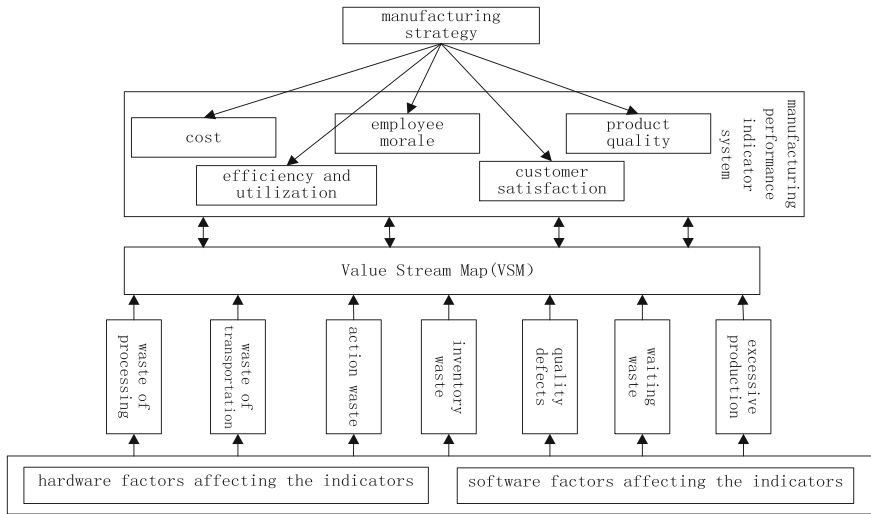 manufacturing
strategy
cost
employee
morale
product
quality
efficiency and
utilization
customer
satisfaction
manufacturing
performance
indicator
system
Value Stream Map(VSM)
waste of
processing
waste of
transportation
action waste
inventory
waste
quality
defects
waiting
waste
excessive
production
hardware factors affecting the indicators
software factors affecting the indicators